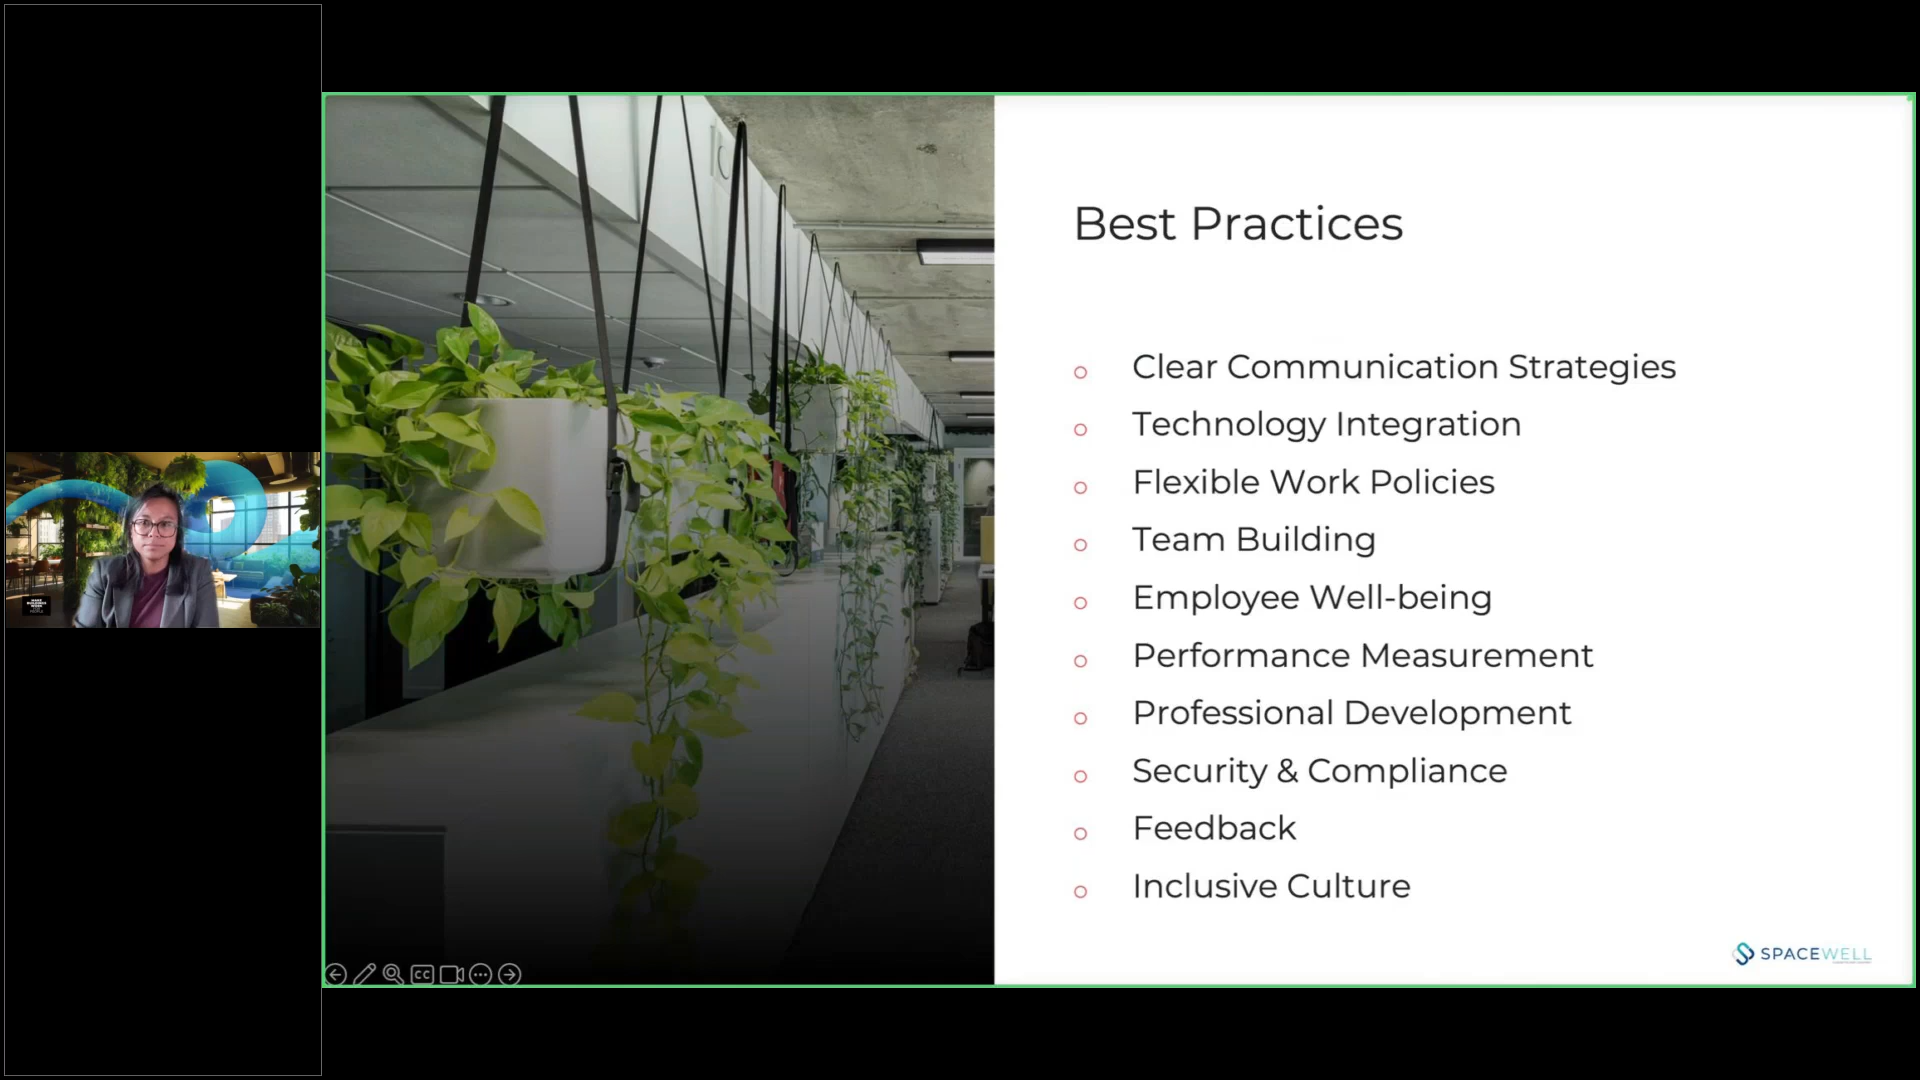 Best Practices
Clear Communication Strategies
Technology Integration
Flexible Work Policies
Team Building
Employee Well-being
Performance Measurement
Professional Development
Security & Compliance
Feedback
Inclusive Culture
SPACEWELL
CC